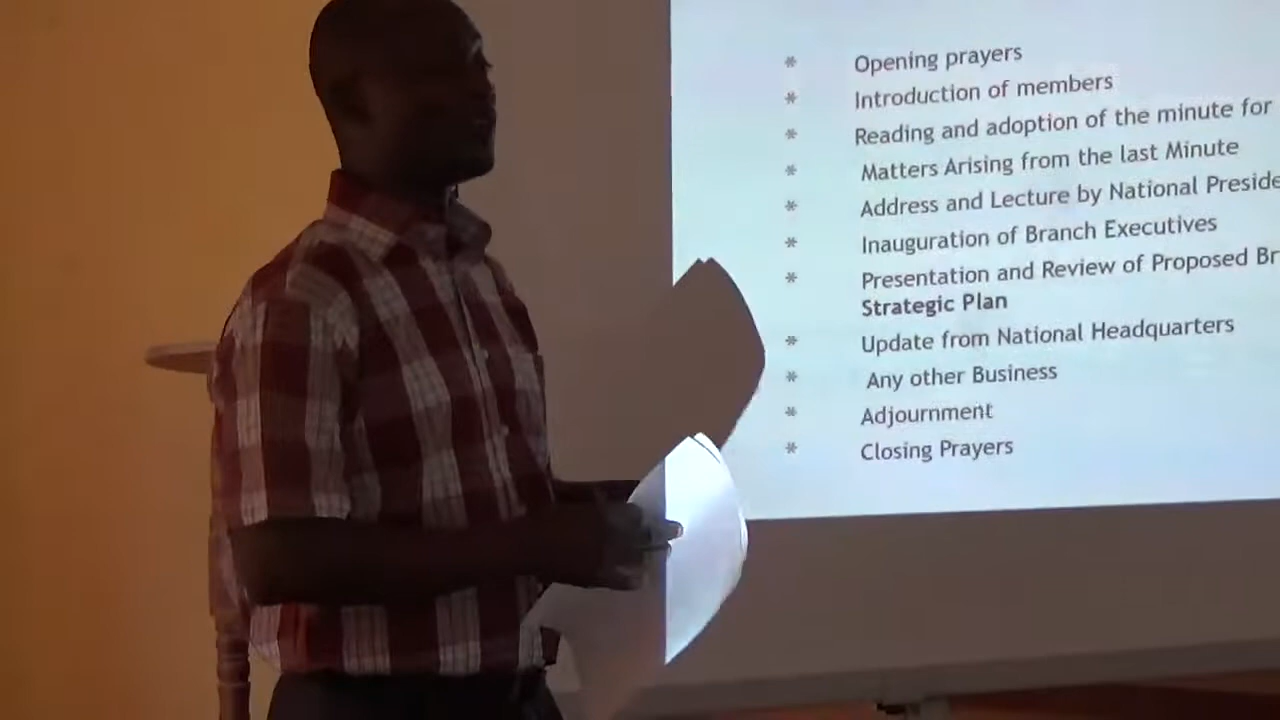 * Opening prayers
* Introduction of members
* Reading and adoption of the minute for
* Matters Arising from the last Minute
* Address and Lecture by National Preside
* Inauguration of Branch Executives
* Presentation and Review of Proposed Br
Strategic Plan
* Update from National Headquarters
* Any other Business
* Adjournment
* Closing Prayers